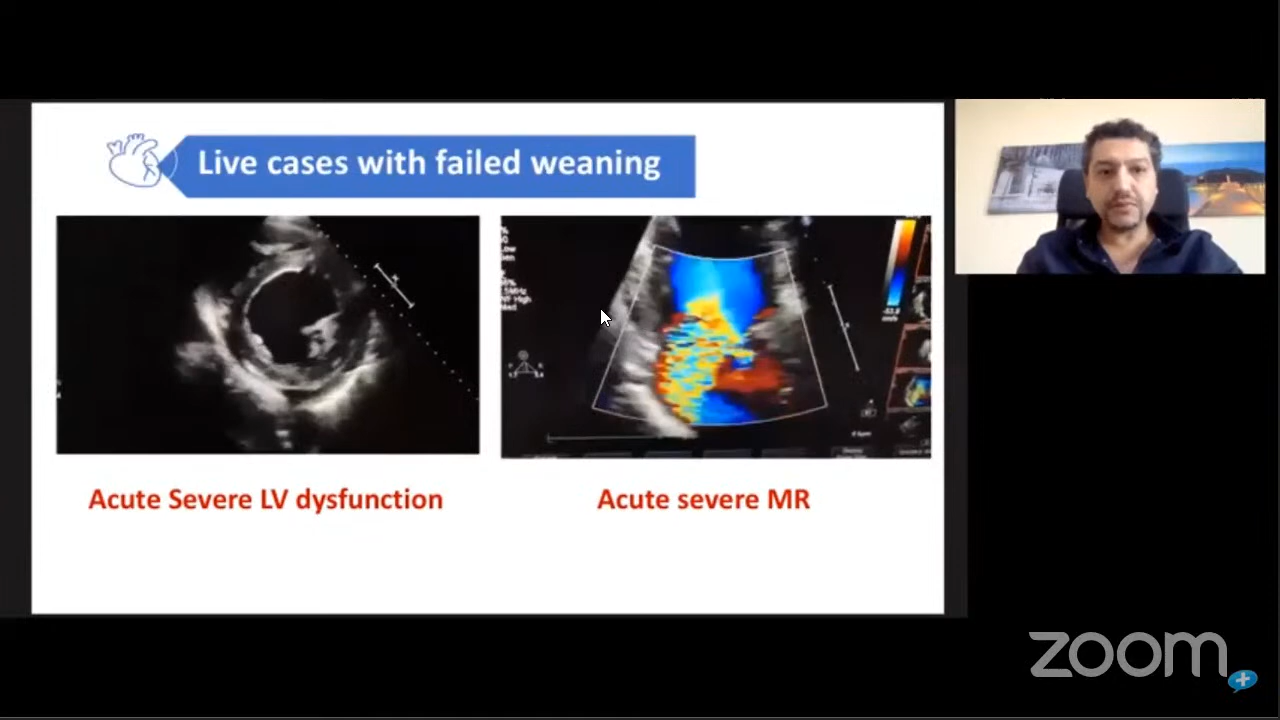 Live cases with failed weaning
Acute Severe LV dysfunction
Acute severe MR
zoom